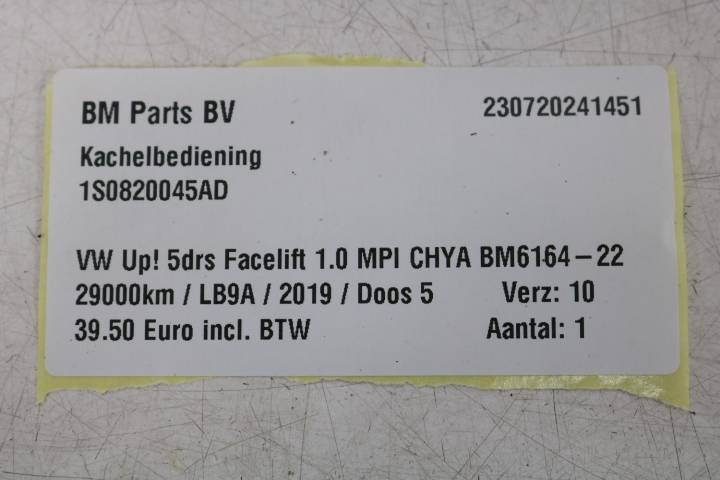 BM Parts BV 230720241451
Kachelbediening
1S0820045AD
VW Up! 5drs Facelift 1.0 MPI CHYA BM6164-22
29000km / LB9A / 2019 / Doos 5 Verz: 10
39.50 Euro incl. BTW Aantal: 1